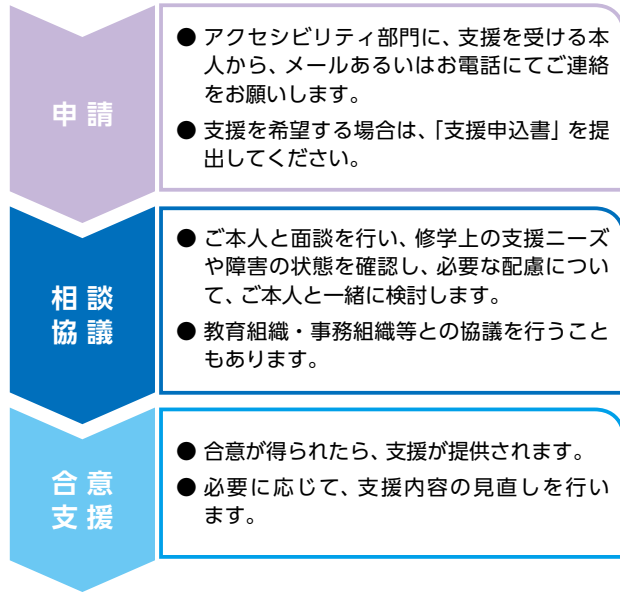 申請
● アクセシビリティ部門に、支援を受ける本
人から、メールあるいはお電話にてご連絡
をお願いします。
● 支援を希望する場合は、「支援申込書」を提
出してください。
相談
協議
● ご本人と面談を行い、修学上の支援ニーズ
や障害の状態を確認し、必要な配慮につい
て、ご本人と一緒に検討します。
● 教育組織・事務組織等との協議を行うこと
もあります。
合意
支援
● 合意が得られたら、支援が提供されます。
● 必要に応じて、支援内容の見直しを行い
ます。